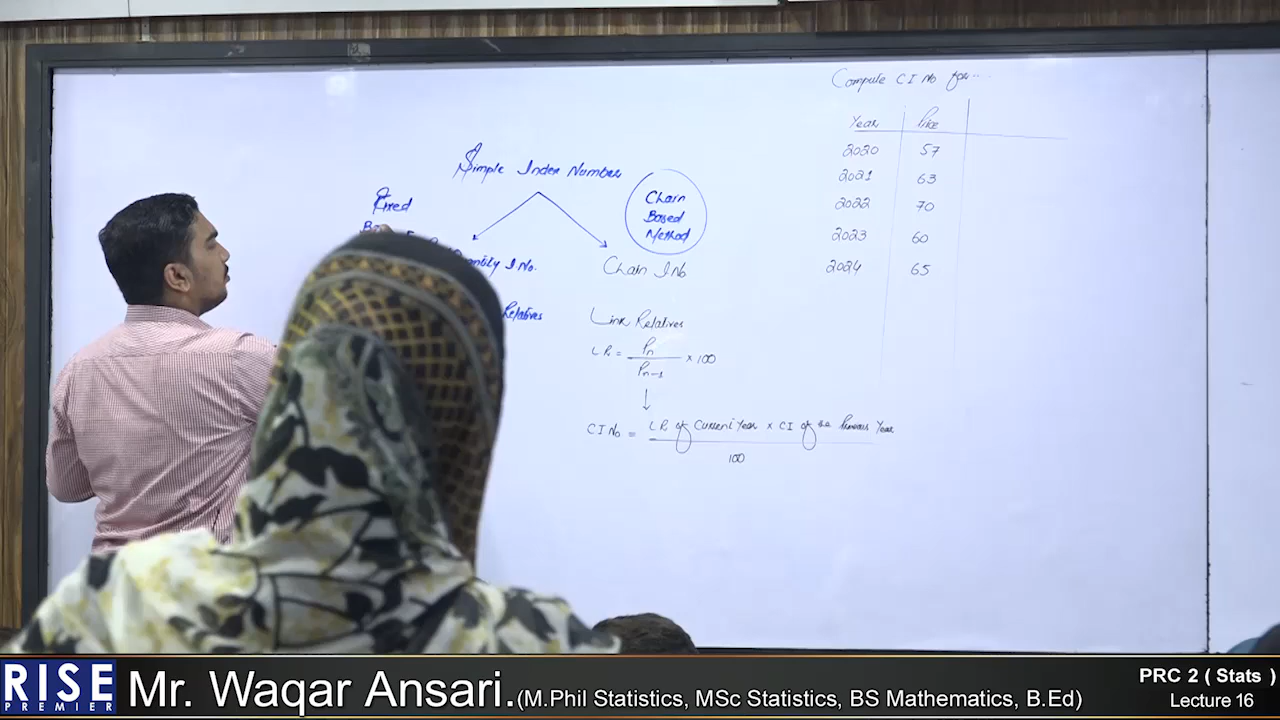 Compute C I No for ....
Year Price
2020 57
2021 63
2022 70
2023 60
2024 65
Simple Index Number
Fixed
Chain
Based
Method
I No.
Chain I No
Relatives
Link Relatives
LR = Pn / Pn-1 × 100
C I No = LR of Current Year × CI of the Previous Year
100
RISE
PREMIER
Mr. Waqar Ansari.(M.Phil Statistics, MSc Statistics, BS Mathematics, B.Ed)
PRC 2 ( Stats )
Lecture 16